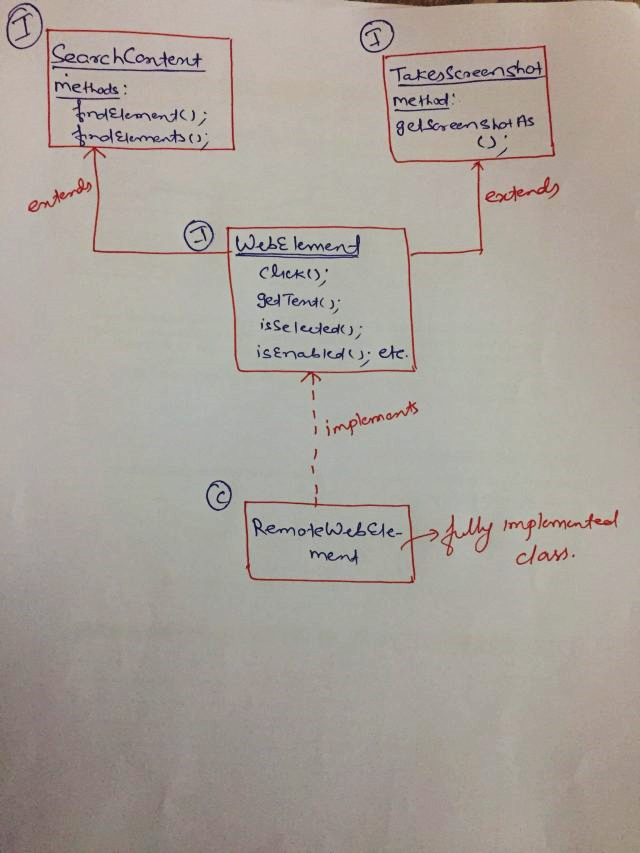 I
SearchContent
methods:
findElement();
findElements();
extends
I
TakesScreenshot
method:
getScreenshotAs
();
extends
I
WebElement
click();
getText();
isSelected();
isEnabled(); etc.
implements
C
RemoteWebEle-
ment
fully implemented
class.